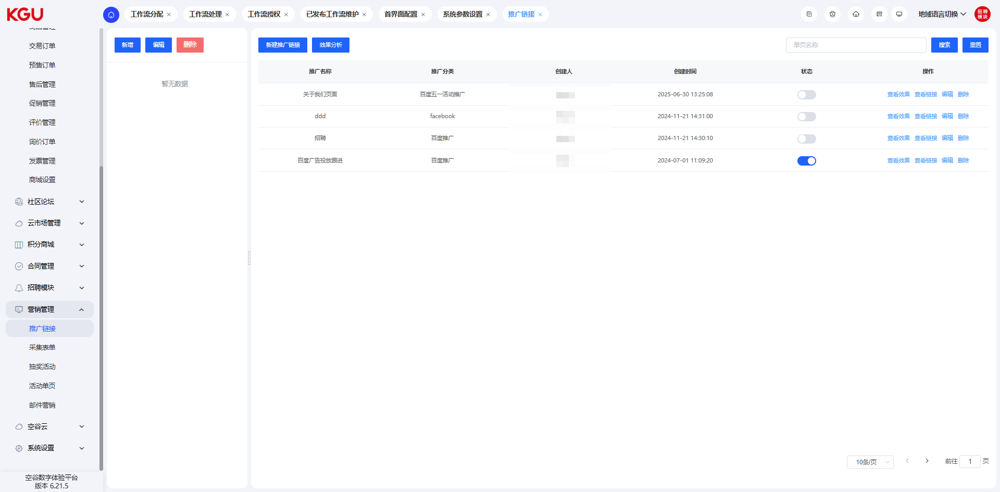 KGU
工作流分配 ×
工作流处理 ×
工作流授权 ×
已发布工作流维护 ×
首界面配置 ×
系统参数设置 ×
推广链接 ×
地域语言切换
招聘
模块
商品管理
交易订单
预售订单
售后管理
促销管理
评价管理
询价订单
发票管理
商城设置
社区论坛
云市场管理
积分商城
合同管理
招聘模块
营销管理
推广链接
采集表单
抽奖活动
活动单页
邮件营销
空谷云
系统设置
空谷数字体验平台
版本 6.21.5
新增 编辑 删除
暂无数据
新建推广链接 效果分析 单页名称 搜索 重置
推广名称 推广分类 创建人 创建时间 状态 操作
关于我们页面 百度五一活动推广 2025-06-30 13:25:08 查看效果 查看链接 编辑 删除
ddd facebook 2024-11-21 14:31:00 查看效果 查看链接 编辑 删除
招聘 百度推广 2024-11-21 14:30:10 查看效果 查看链接 编辑 删除
百度广告投放跟进 百度推广 2024-07-01 11:09:20 查看效果 查看链接 编辑 删除
10条/页 前往 1 页